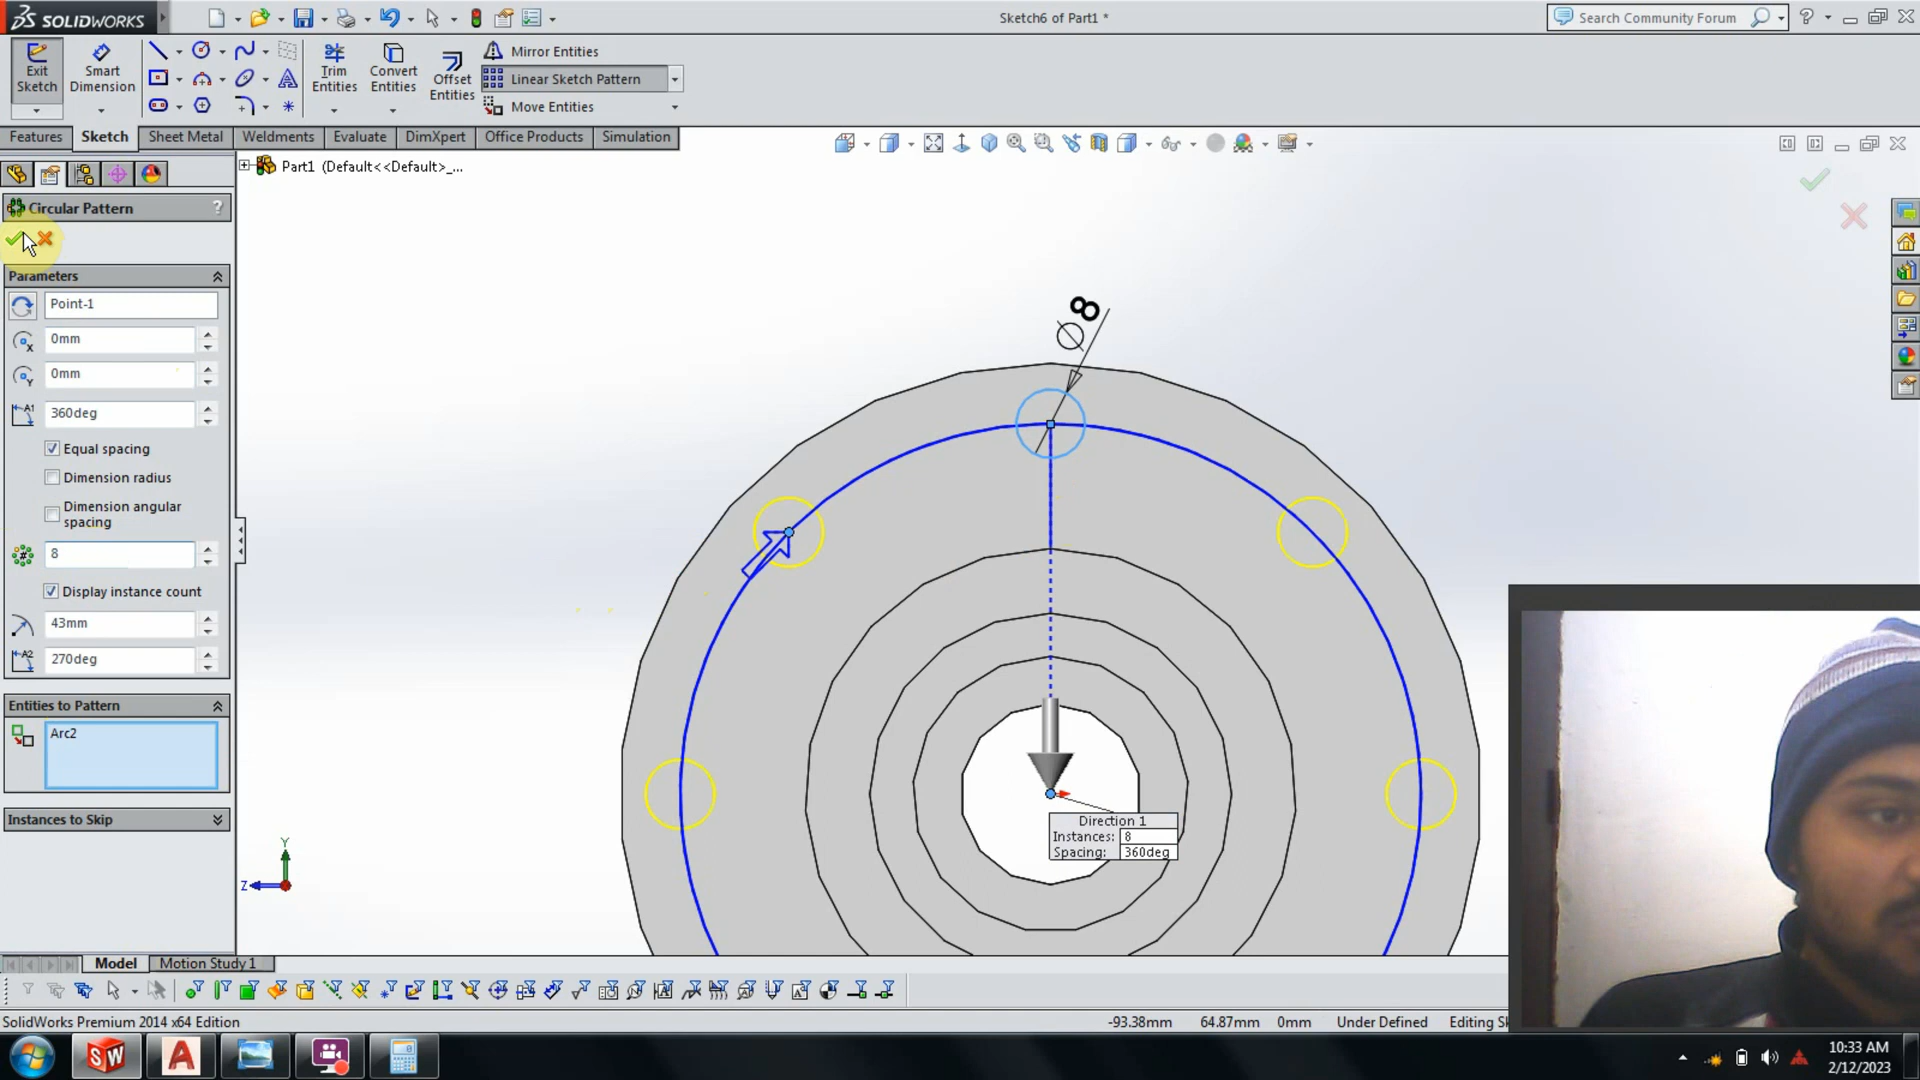 SOLIDWORKS
Sketch6 of Part1 *
Search Community Forum
Exit Sketch
Smart Dimension
Trim Entities
Convert Entities
Offset Entities
Mirror Entities
Linear Sketch Pattern
Move Entities
Features
Sketch
Sheet Metal
Weldments
Evaluate
DimXpert
Office Products
Simulation
Part1 (Default<<Default>_...
Circular Pattern
?
Parameters
Point-1
0mm
0mm
360deg
Equal spacing
Dimension radius
Dimension angular spacing
8
Display instance count
43mm
270deg
Entities to Pattern
Arc2
Instances to Skip
∅8
Direction 1
Instances: 8
Spacing: 360deg
Y
Z
Model
Motion Study 1
SolidWorks Premium 2014 x64 Edition
-93.38mm
64.87mm
0mm
Under Defined
Editing Sk
SW
A
10:33 AM
2/12/2023